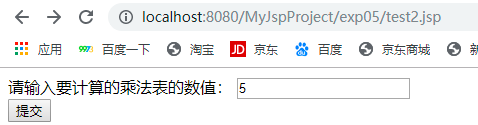 localhost:8080/MyJspProject/exp05/test2.jsp
应用 百度一下 淘宝 JD 京东 百度 京东商城
请输入要计算的乘法表的数值： 5
提交